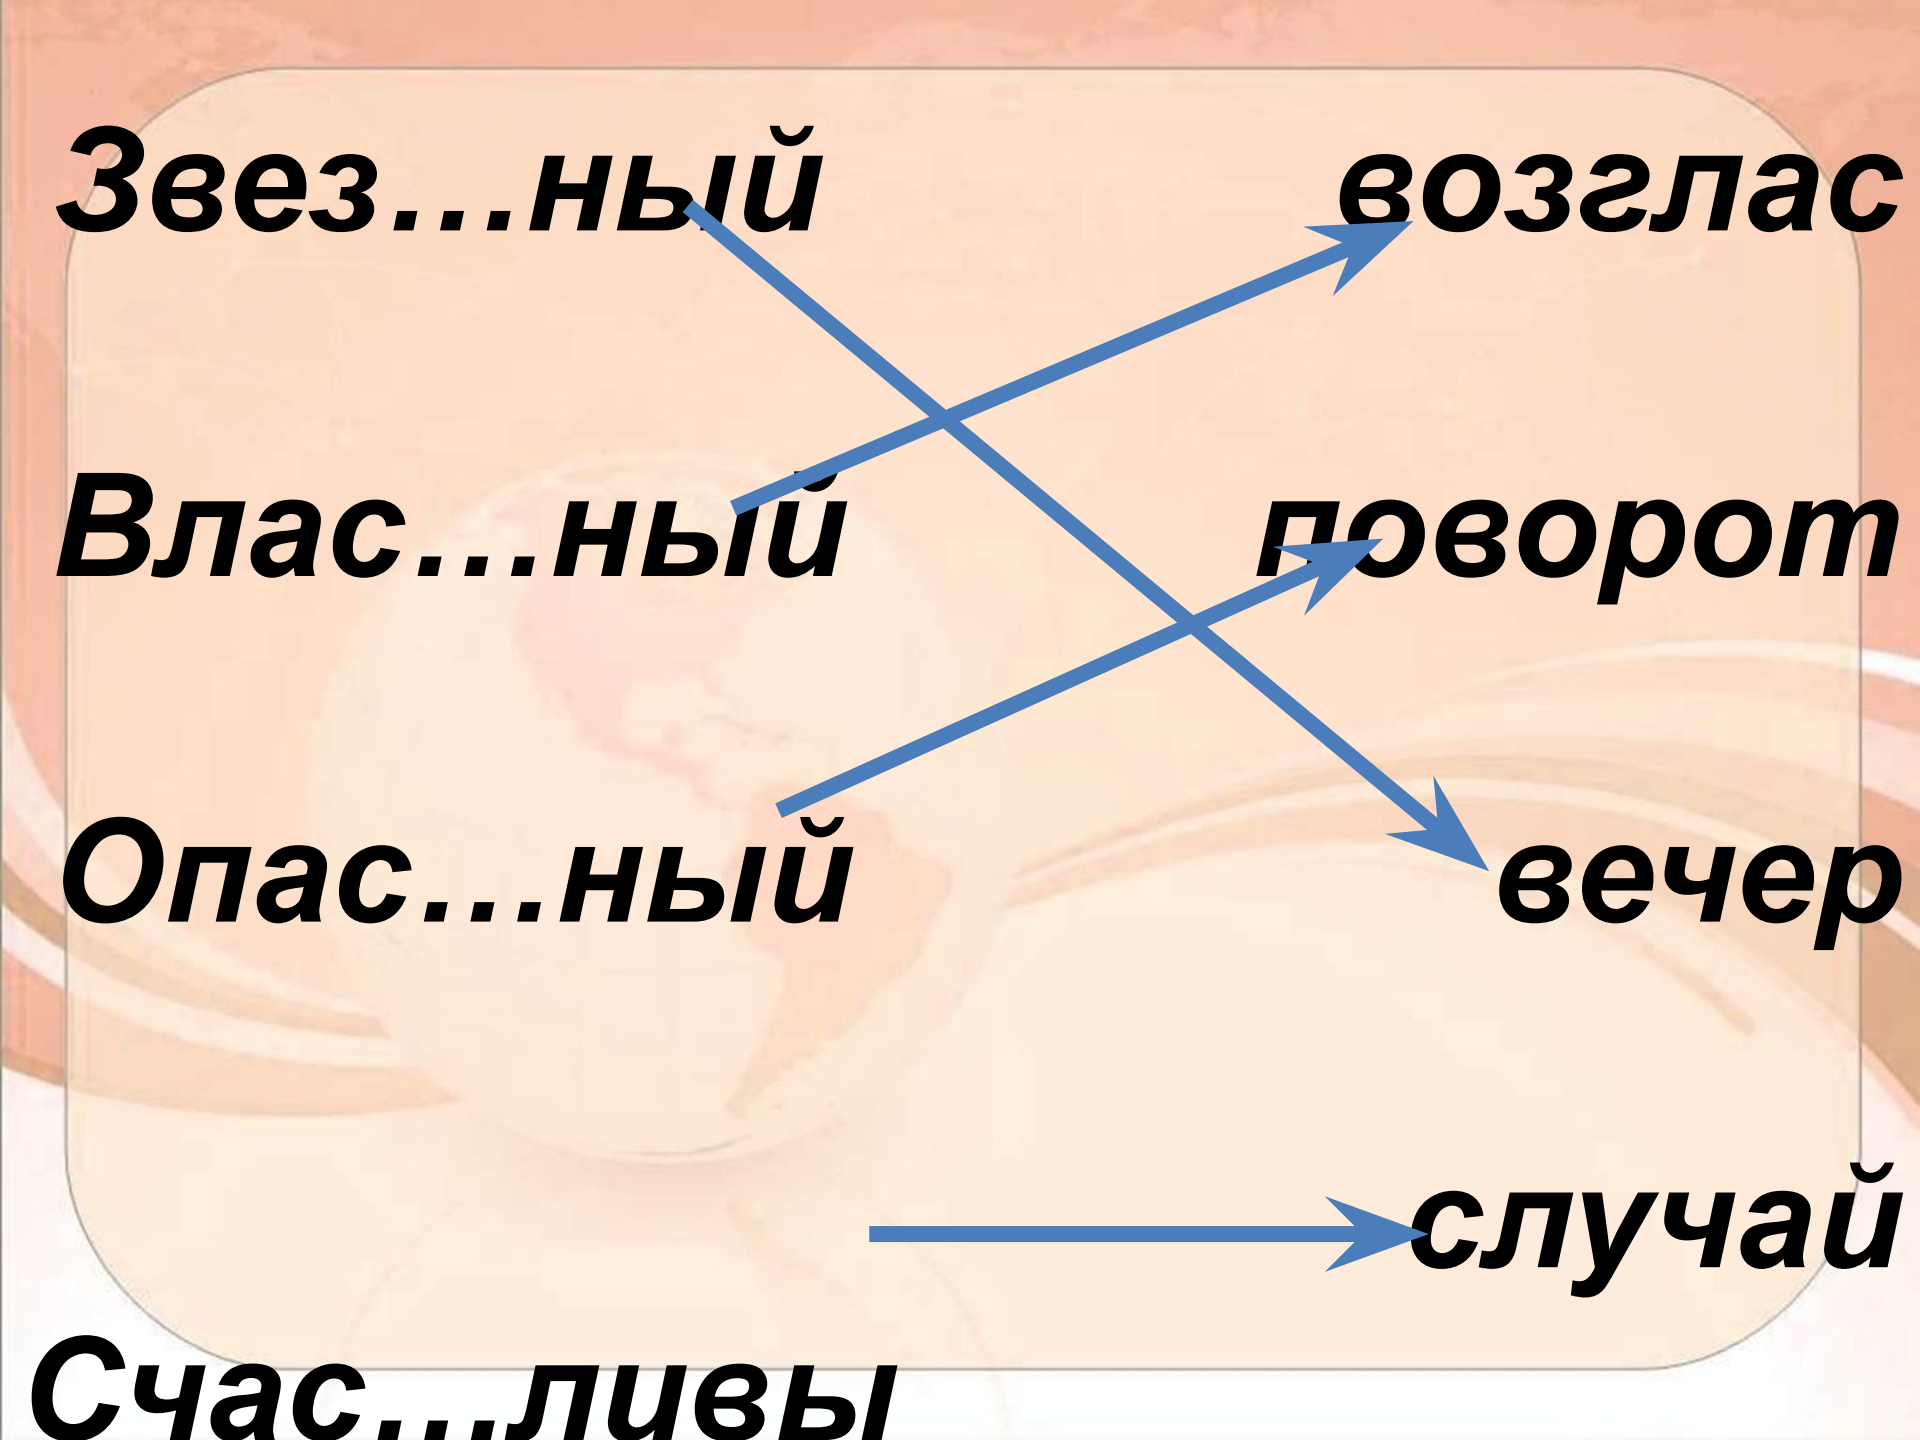 Звез…ный возглас
Влас…ный поворот
Опас…ный вечер
случай
Счас…ливы